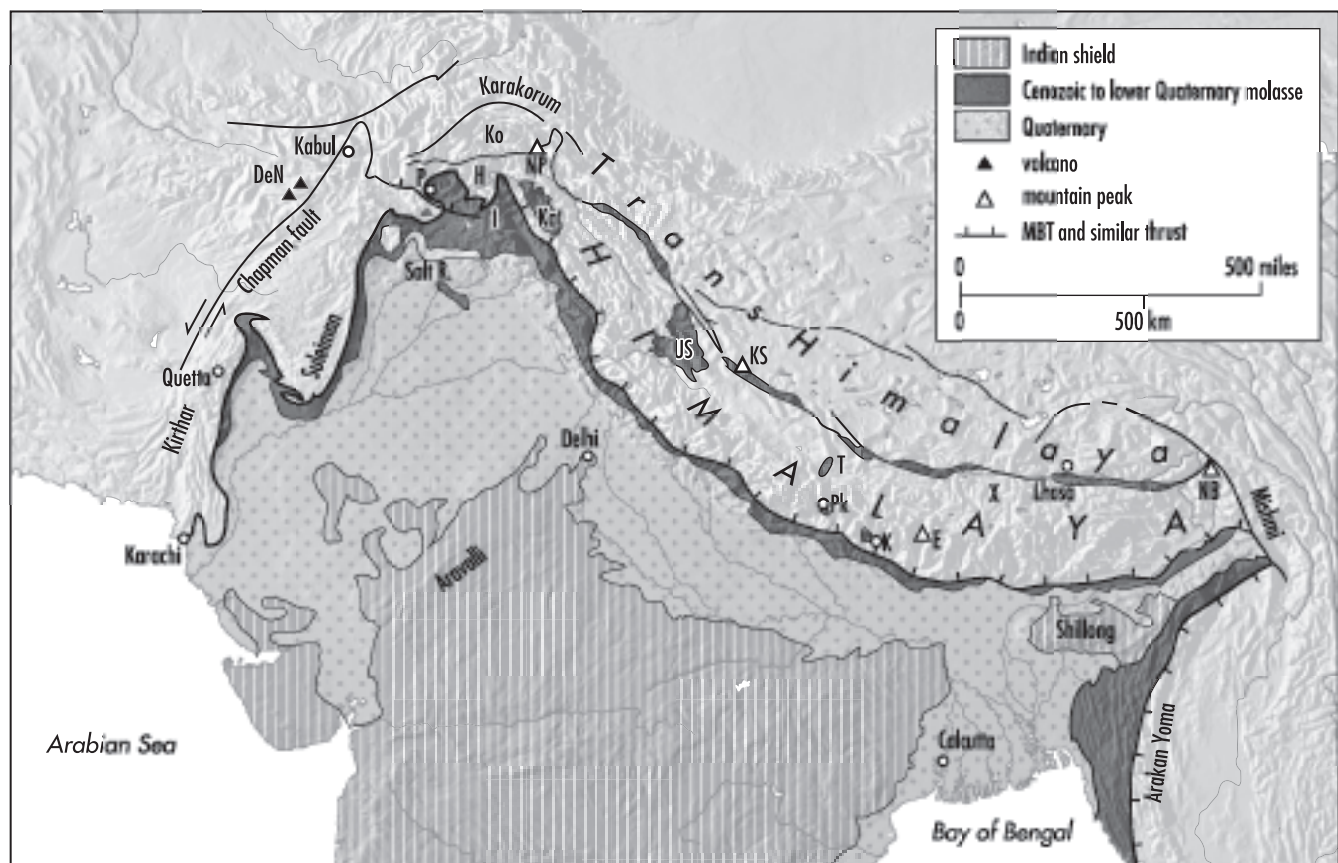 Indian shield
Cenozoic to lower Quaternary molasse
Quaternary
volcano
mountain peak
MBT and similar thrust
0
500 miles
0
500 km
Karakorum
Ko
Kabul
NP
DeN
P
H
I
Kat
Trans Himalaya
Chapman fault
Salt R.
HIMALAYA
Sulaiman
US
KS
Quetta
Kirthar
Delhi
T
Lhasa
NB
Pk
K
E
Mishmi
Karachi
Aravalli
Shillong
Arabian Sea
Calcutta
Arakan Yoma
Bay of Bengal